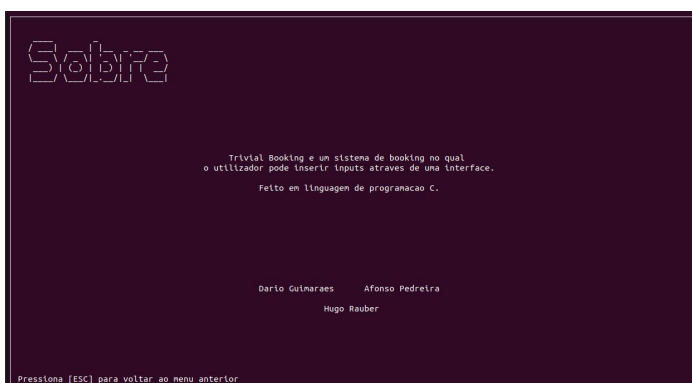 Sobre
Trivial Booking e um sistema de booking no qual
o utilizador pode inserir inputs atraves de uma interface.
Feito em linguagem de programacao C.
Dario Guimaraes Afonso Pedreira
Hugo Rauber
Pressiona [ESC] para voltar ao menu anterior